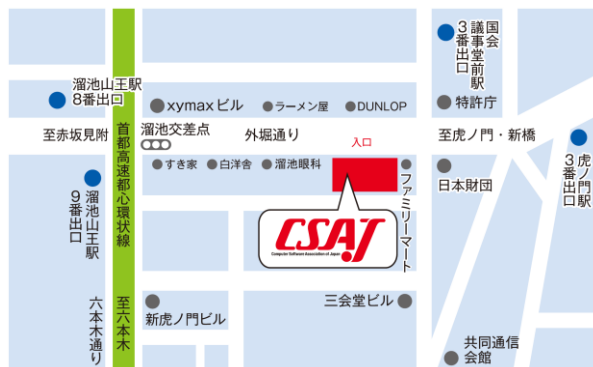 国会
議事堂前駅
3番出口
溜池山王駅
8番出口
xymaxビル
ラーメン屋
DUNLOP
特許庁
至赤坂見附
溜池交差点
外堀通り
入口
至虎ノ門・新橋
首都高速都心環状線
すき家
白洋舎
溜池眼科
ファミリーマート
日本財団
虎ノ門駅
3番出口
溜池山王駅
9番出口
CSAJ
Computer Software Association of Japan
六本木通り
至六本木
新虎ノ門ビル
三会堂ビル
共同通信
会館